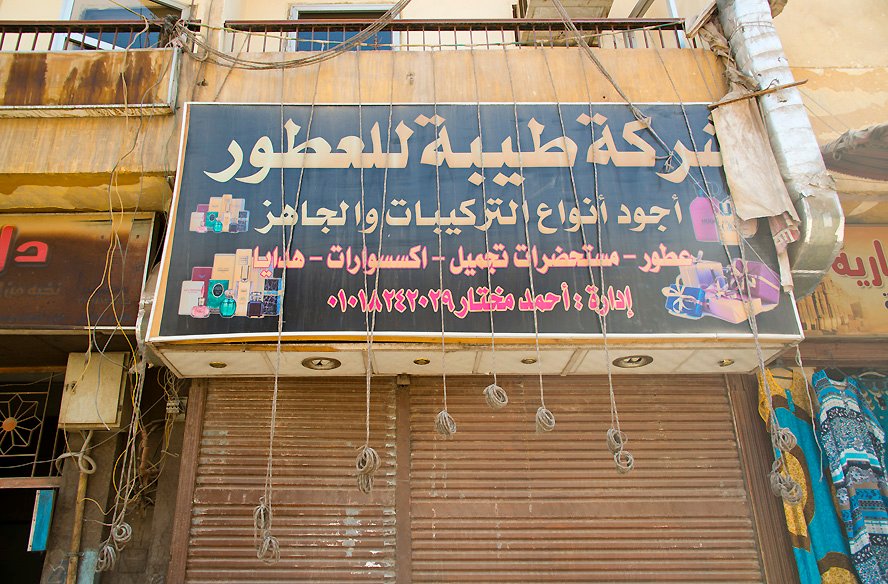 شركة طيبة للعطور
أجود أنواع التركيبات والجاهز
عطور - مستحضرات تجميل - اكسسوارات - هدايا
إدارة : أحمد مختار ٠١٠١٨٢٤٢٠٢٩